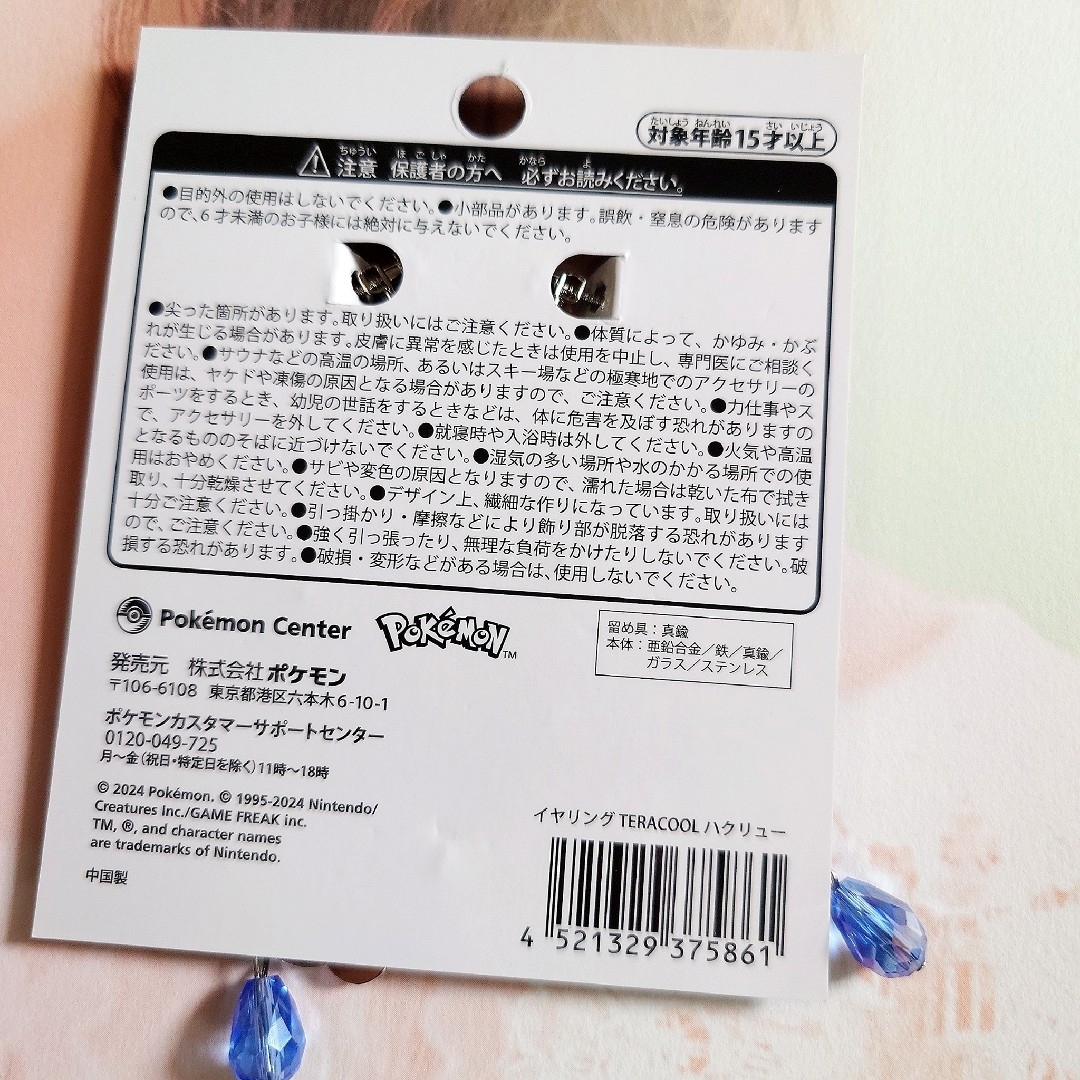 対象年齢15才以上
注意 保護者の方へ 必ずお読みください。
●目的外の使用はしないでください。●小部品があります。誤飲・窒息の危険があります
ので、6才未満のお子様には絶対に与えないでください。
●尖った箇所があります。取り扱いにはご注意ください。●体質によって、かゆみ・かぶ
れが生じる場合があります。皮膚に異常を感じたときは使用を中止し、専門医にご相談く
ださい。●サウナなどの高温の場所、あるいはスキー場などの極寒地でのアクセサリーの
使用は、ヤケドや凍傷の原因となる場合がありますので、ご注意ください。●力仕事やス
ポーツをするとき、幼児の世話をするときなどは、体に危害を及ぼす恐れがありますの
で、アクセサリーを外してください。●就寝時や入浴時は外してください。●火気や高温
となるもののそばに近づけないでください。●湿気の多い場所や水のかかる場所での使
用はおやめください。●サビや変色の原因となりますので、濡れた場合は乾いた布で拭き
取り、十分乾燥させてください。●デザイン上、繊細な作りになっています。取り扱いには
十分ご注意ください。●引っ掛かり・摩擦などにより飾り部が脱落する恐れがあります
ので、ご注意ください。●強く引っ張ったり、無理な負荷をかけたりしないでください。破
損する恐れがあります。●破損・変形などがある場合は、使用しないでください。
Pokémon Center POKéMON™
留め具：真鍮
本体：亜鉛合金／鉄／真鍮／
ガラス／ステンレス
発売元 株式会社ポケモン
〒106-6108 東京都港区六本木6-10-1
ポケモンカスタマーサポートセンター
0120-049-725
月～金(祝日・特定日を除く)11時～18時
© 2024 Pokémon. © 1995-2024 Nintendo/
Creatures Inc./GAME FREAK inc.
TM, ®, and character names
are trademarks of Nintendo.
中国製
イヤリング TERACOOL ハクリュー
4 521329 375861